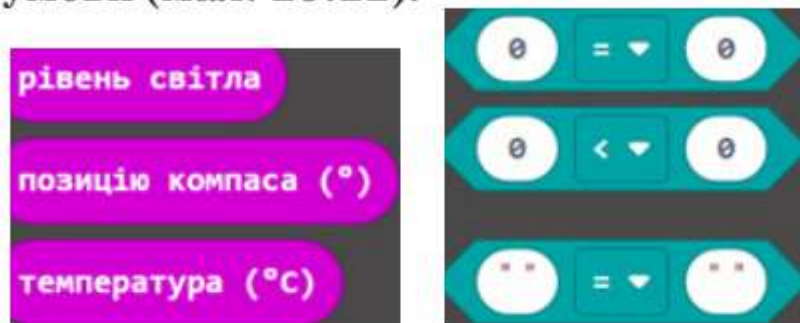 рівень світла
позицію компаса (°)
температура (°C)
0 = 0
0 < 0
" " = " "